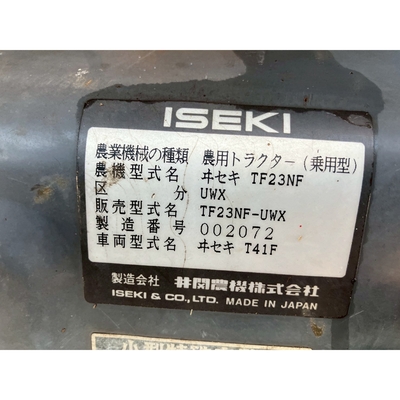 ISEKI
農業機械の種類 農用トラクター(乗用型)
農機型式名 ヰセキ TF23NF
区分 UWX
販売型式名 TF23NF-UWX
製造番号 002072
車両型式名 ヰセキ T41F
製造会社 井関農機株式会社
ISEKI & CO., LTD. MADE IN JAPAN